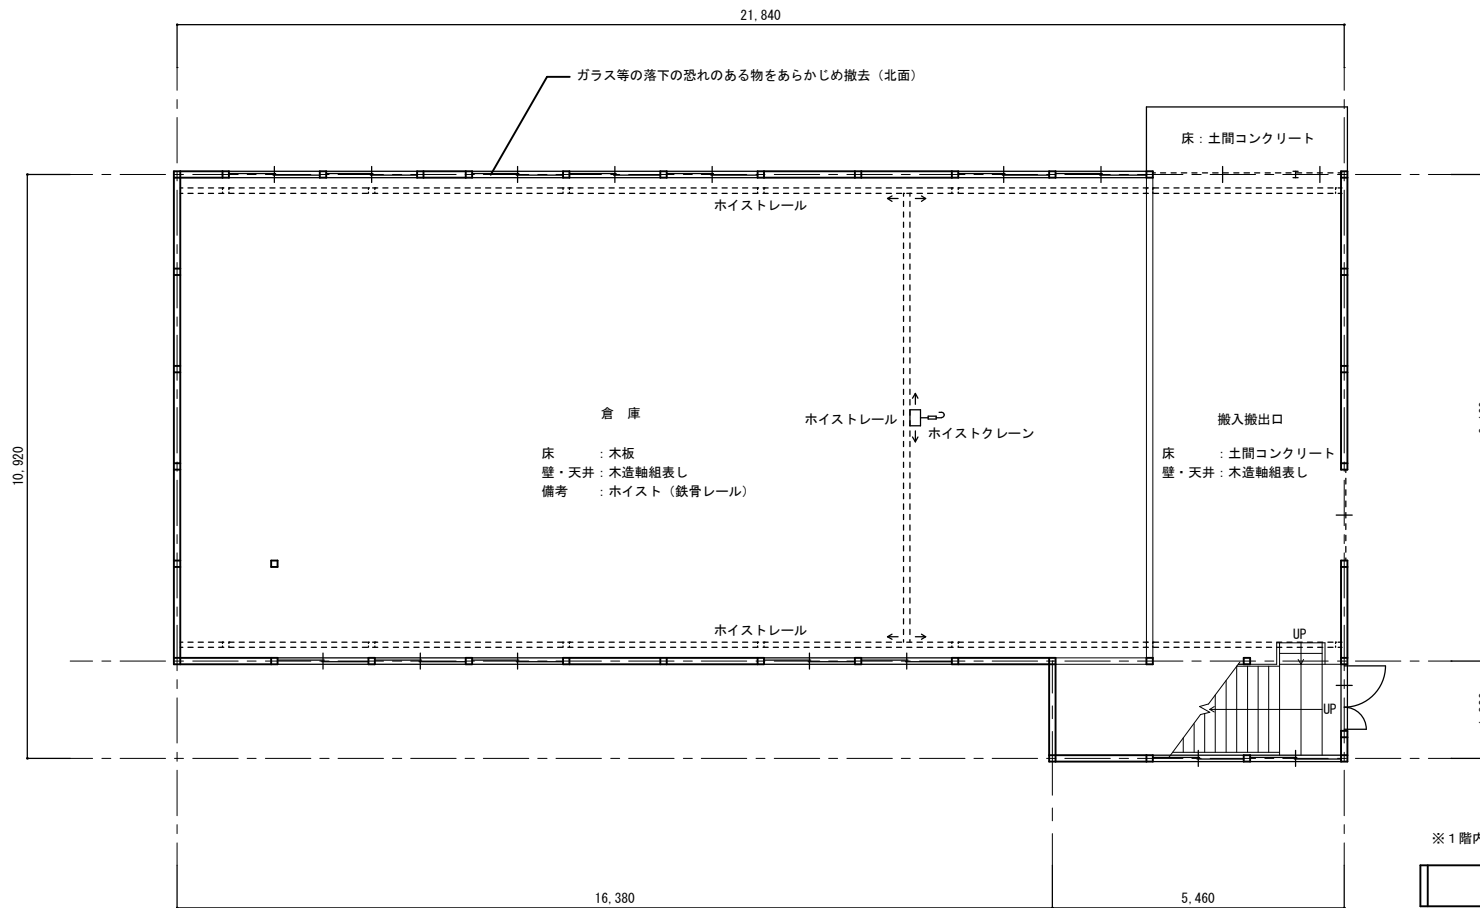 21,840
ガラス等の落下の恐れのある物をあらかじめ撤去（北面）
床：土間コンクリート
ホイストレール
倉　庫
ホイストレール
ホイストクレーン
搬入搬出口
床　　　：木板
壁・天井：木造軸組表し
備考　　：ホイスト（鉄骨レール）
床　　　：土間コンクリート
壁・天井：木造軸組表し
10,920
ホイストレール
UP
UP
※１階内
16,380
5,460